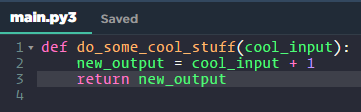 main.py3 Saved
1 def do_some_cool_stuff(cool_input):
2     new_output = cool_input + 1
3     return new_output
4